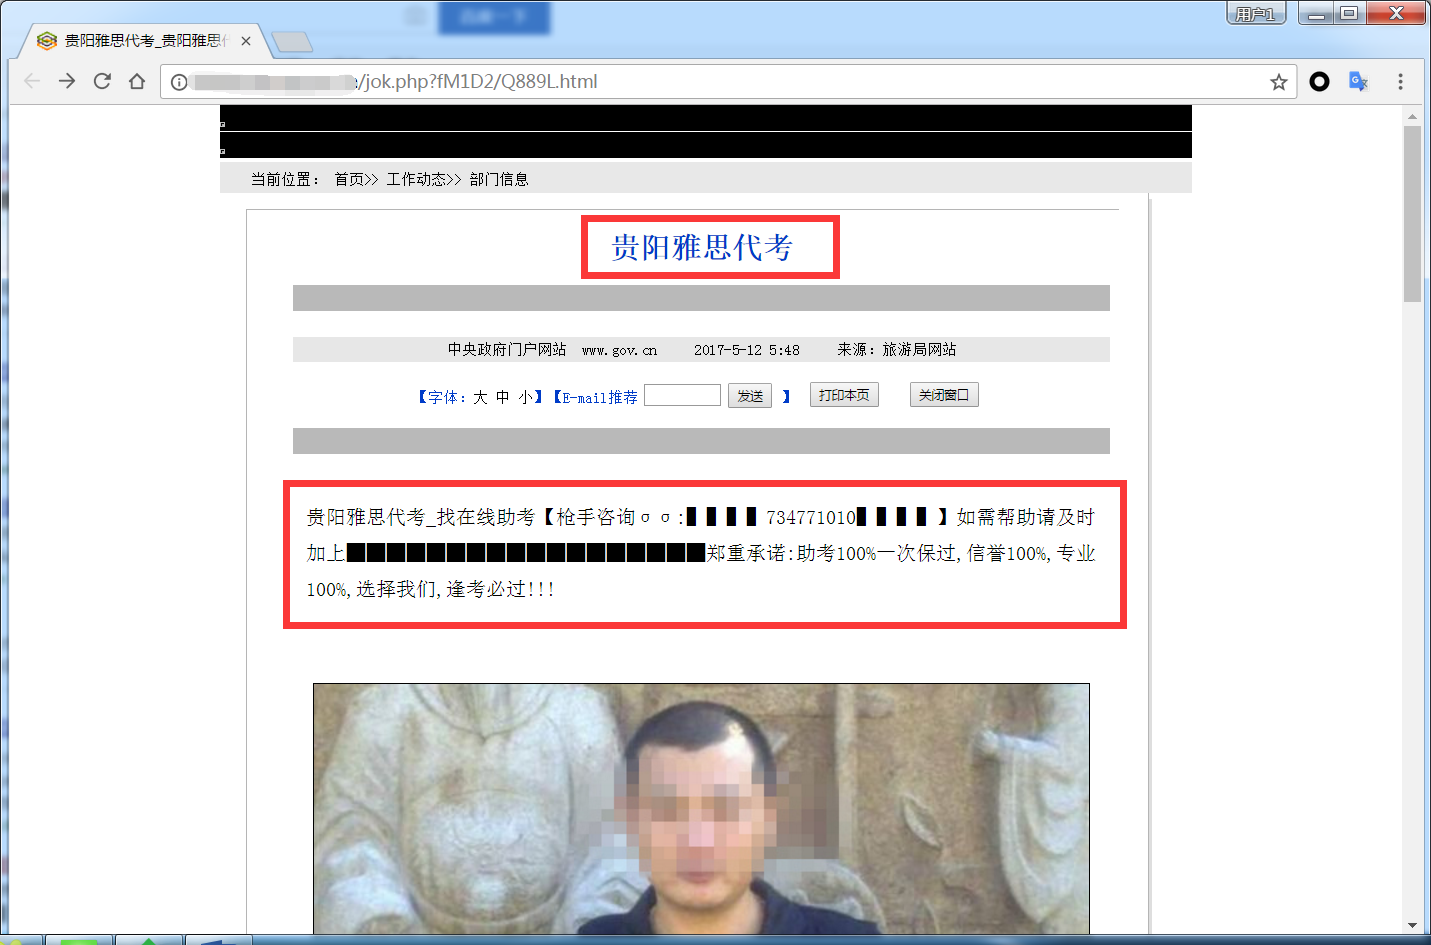 用户1
贵阳雅思代考_贵阳雅思
/jok.php?fM1D2/Q889L.html
当前位置： 首页>> 工作动态>> 部门信息
贵阳雅思代考
中央政府门户网站 www.gov.cn 2017-5-12 5:48 来源：旅游局网站
【字体：大 中 小】【E-mail推荐 发送 】 打印本页 关闭窗口
贵阳雅思代考_找在线助考【枪手咨询σσ:▋▋▋▋734771010▋▋▋▋】如需帮助请及时
加上██████████████████郑重承诺:助考100%一次保过,信誉100%,专业
100%,选择我们,逢考必过!!!